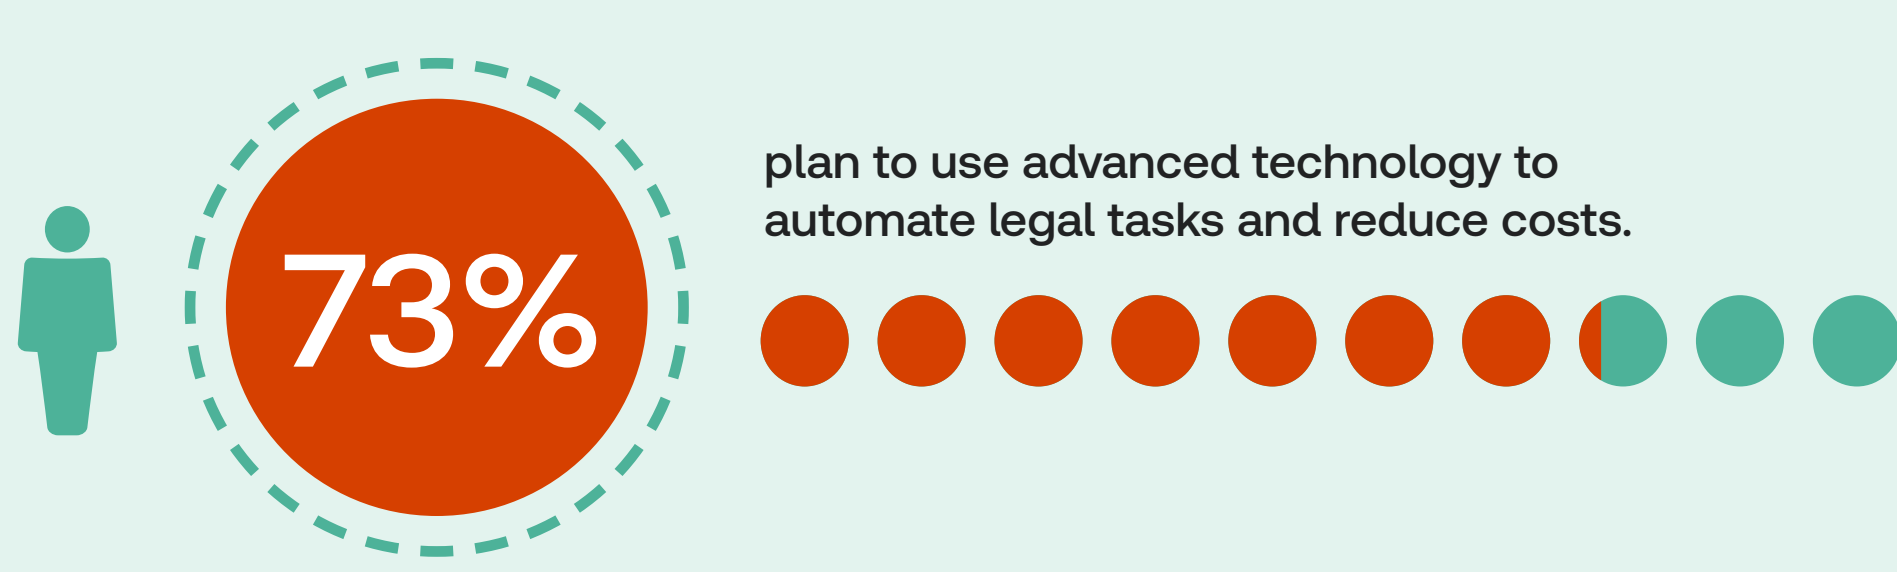 73%
plan to use advanced technology to
automate legal tasks and reduce costs.